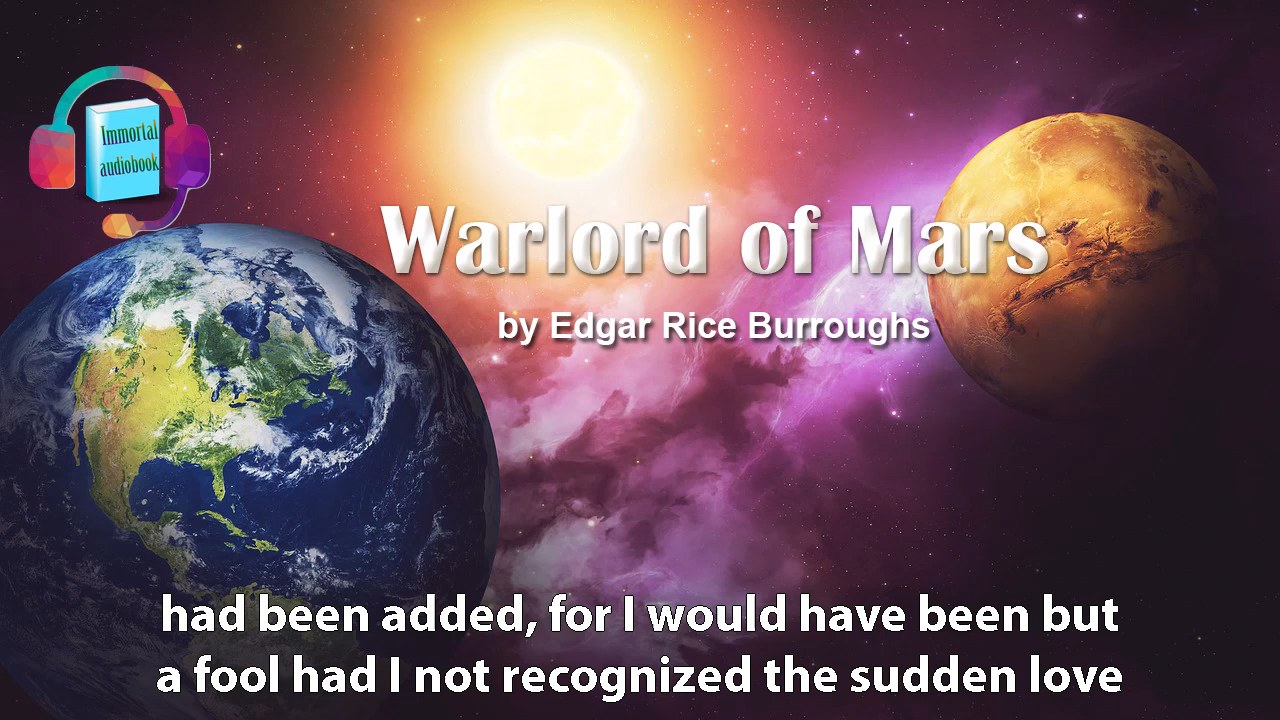 Immortal
audiobook
Warlord of Mars
by Edgar Rice Burroughs
had been added, for I would have been but
a fool had I not recognized the sudden love